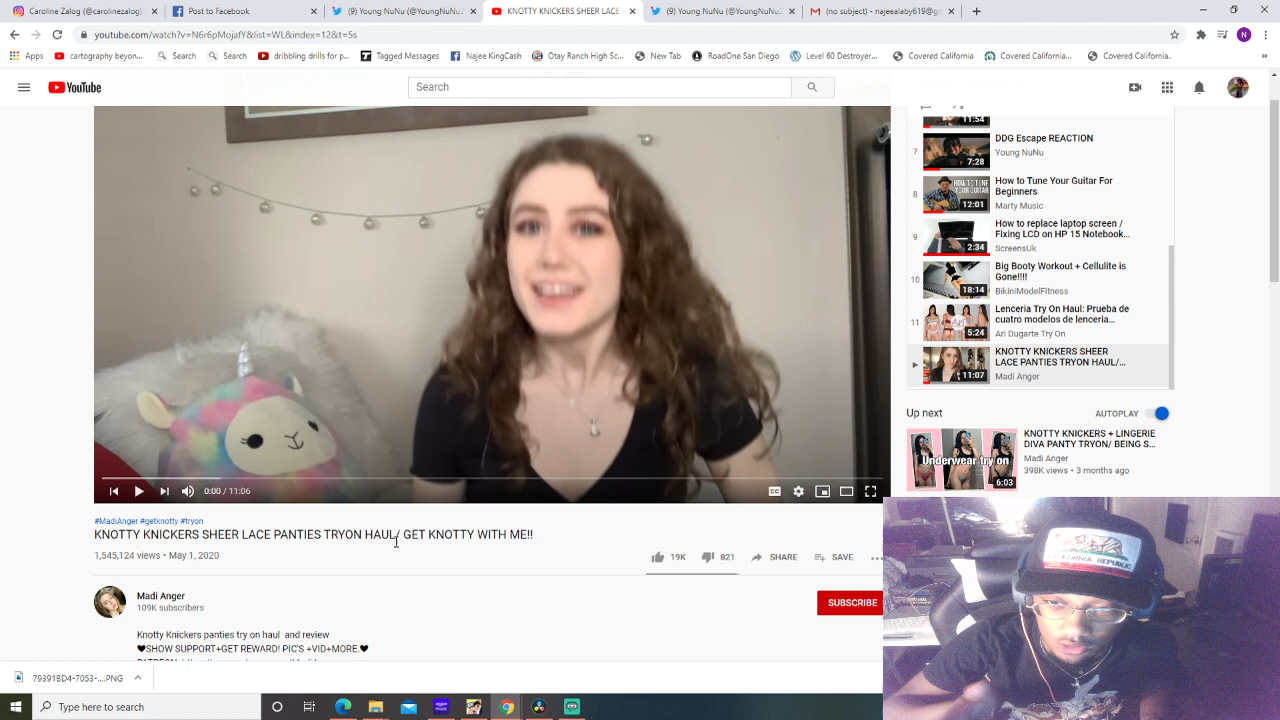 Post to Facebook
(9) Young NuNu (@YoungNuNuS
KNOTTY KNICKERS SHEER LACE
(9) Young NuNu (@YoungNuNuS
youtube.com/watch?v=N6r6pMojafY&list=WL&index=12&t=5s
N
Apps
cartography beyon...
Search
Search
dribbling drills for p...
Tagged Messages
Najee KingCash
Otay Ranch High Sc...
New Tab
RoadOne San Diego
Level 60 Destroyer...
Covered California
Covered California...
Covered California...
YouTube
Search
11:54
7
DDG Escape REACTION
Young NuNu
7:28
8
How to Tune Your Guitar For
Beginners
Marty Music
12:01
9
How to replace laptop screen /
Fixing LCD on HP 15 Notebook...
ScreensUk
2:34
10
Big Booty Workout + Cellulite is
Gone!!!!
BikiniModelFitness
18:14
11
Lenceria Try On Haul: Prueba de
cuatro modelos de lenceria...
Ari Dugarte Try On
5:24
KNOTTY KNICKERS SHEER
LACE PANTIES TRYON HAUL/...
Madi Anger
11:07
Up next
AUTOPLAY
KNOTTY KNICKERS + LINGERIE
DIVA PANTY TRYON/ BEING S...
Madi Anger
398K views • 3 months ago
Underwear try on
6:03
0:00 / 11:06
CC
#MadiAnger #getknotty #tryon
KNOTTY KNICKERS SHEER LACE PANTIES TRYON HAUL/ GET KNOTTY WITH ME!!
1,545,124 views • May 1, 2020
19K
821
SHARE
SAVE
Madi Anger
109K subscribers
SUBSCRIBE
Knotty Knickers panties try on haul and review
♥SHOW SUPPORT +GET REWARD! PIC'S +VID+MORE.♥
CALIFORNIA REPUBLIC
79391BD4-7053-....PNG
Type here to search